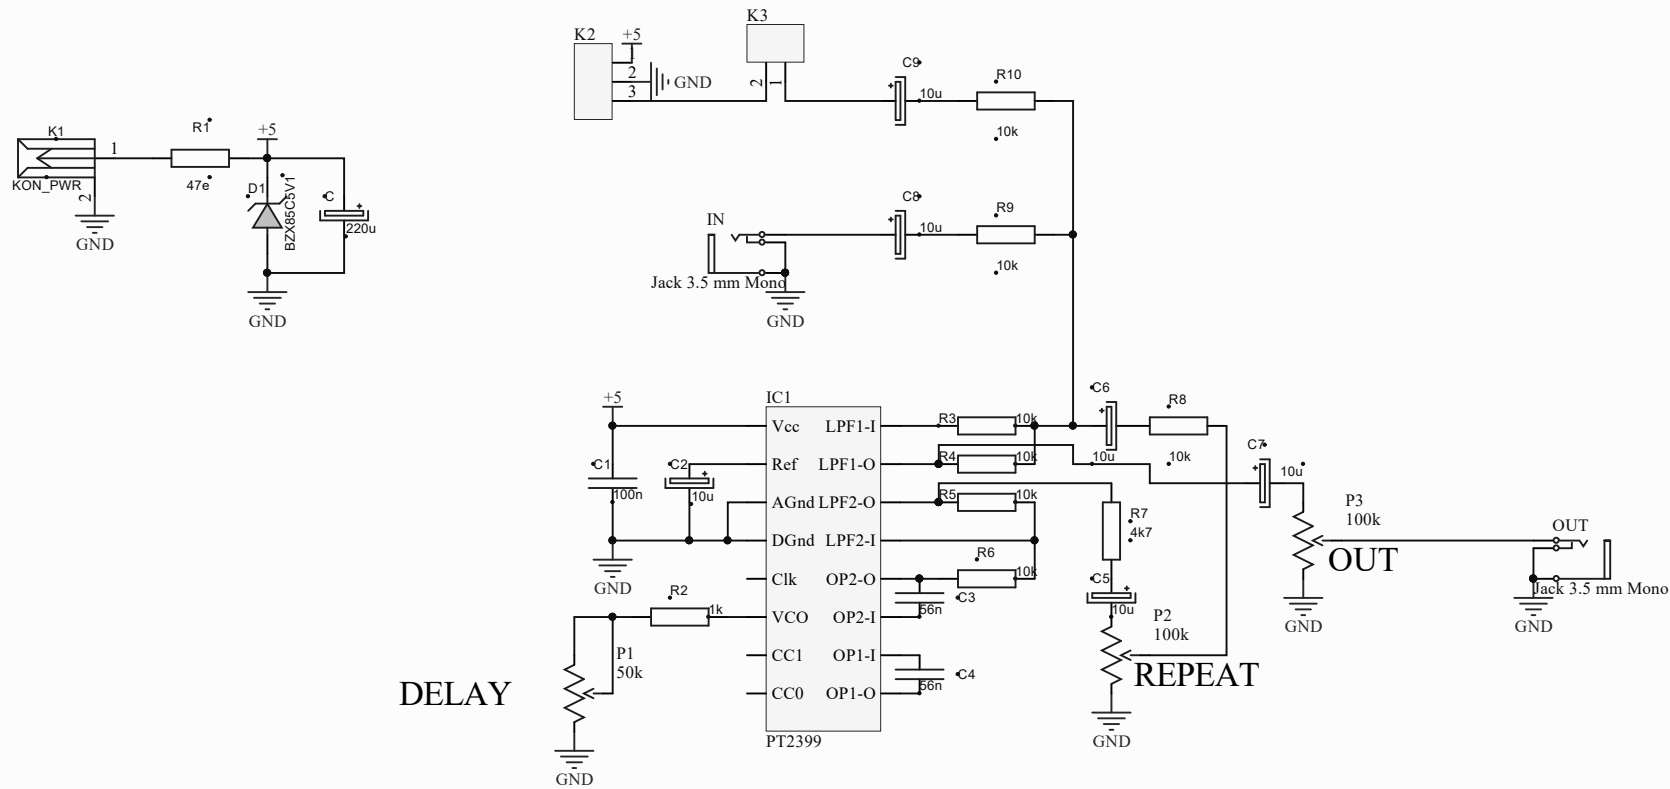 K3
K2
+5
1
2
3
GND
2
1
C9
10u
R10
10k
K1
1
KON_PWR
2
GND
R1
47e
+5
D1
BZX85C5V1
C
220u
GND
IN
Jack 3.5 mm Mono
GND
C8
10u
R9
10k
+5
C1
100n
GND
C2
10u
IC1
Vcc
Ref
AGnd
DGnd
Clk
VCO
CC1
CC0
LPF1-I
LPF1-O
LPF2-O
LPF2-I
OP2-O
OP2-I
OP1-I
OP1-O
PT2399
R3
10k
R4
10k
R5
10k
R6
10k
C3
56n
C4
56n
C6
10u
R8
10k
R7
4k7
C5
10u
P2
100k
REPEAT
GND
C7
10u
P3
100k
OUT
GND
OUT
Jack 3.5 mm Mono
GND
R2
1k
P1
50k
DELAY
GND